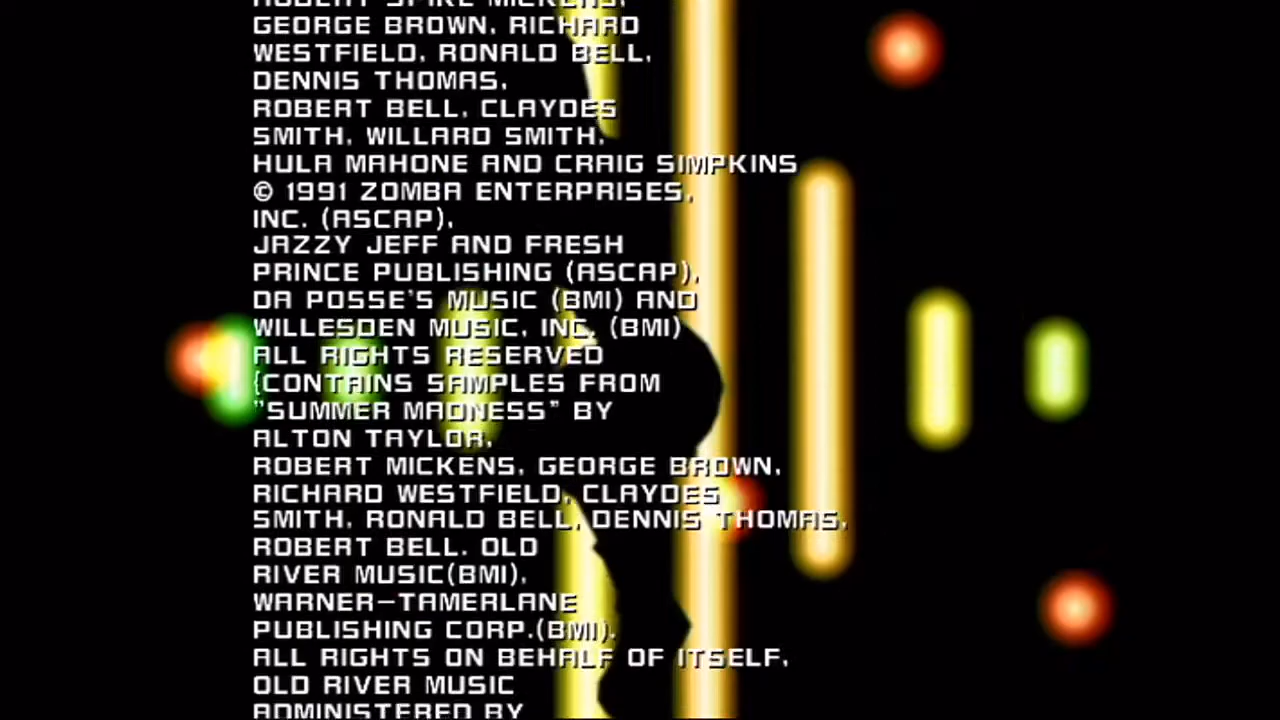 ROBERT SPIKE MICKENS,
GEORGE BROWN, RICHARD
WESTFIELD, RONALD BELL,
DENNIS THOMAS,
ROBERT BELL, CLAYDES
SMITH, WILLARD SMITH,
HULA MAHONE AND CRAIG SIMPKINS
© 1991 ZOMBA ENTERPRISES,
INC. (ASCAP),
JAZZY JEFF AND FRESH
PRINCE PUBLISHING (ASCAP),
DA POSSE'S MUSIC (BMI) AND
WILLESDEN MUSIC, INC. (BMI)
ALL RIGHTS RESERVED
{CONTAINS SAMPLES FROM
"SUMMER MADNESS" BY
ALTON TAYLOR,
ROBERT MICKENS, GEORGE BROWN,
RICHARD WESTFIELD, CLAYDES
SMITH, RONALD BELL, DENNIS THOMAS,
ROBERT BELL. OLD
RIVER MUSIC(BMI),
WARNER-TAMERLANE
PUBLISHING CORP.(BMI).
ALL RIGHTS ON BEHALF OF ITSELF,
OLD RIVER MUSIC
ADMINISTERED BY